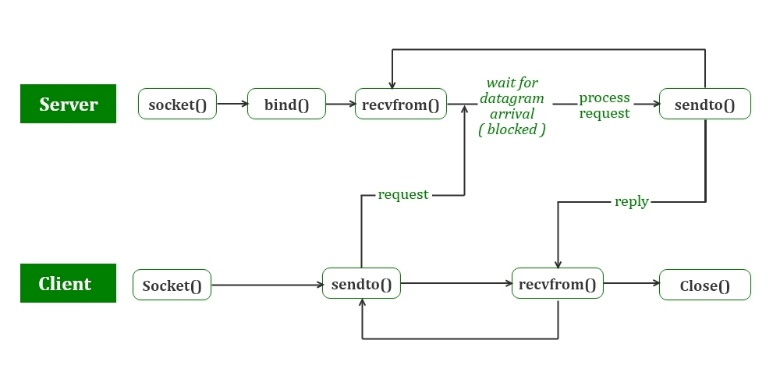 Server
socket()
bind()
recvfrom()
wait for
datagram
arrival
( blocked )
process
request
sendto()
request
reply
Client
Socket()
sendto()
recvfrom()
Close()